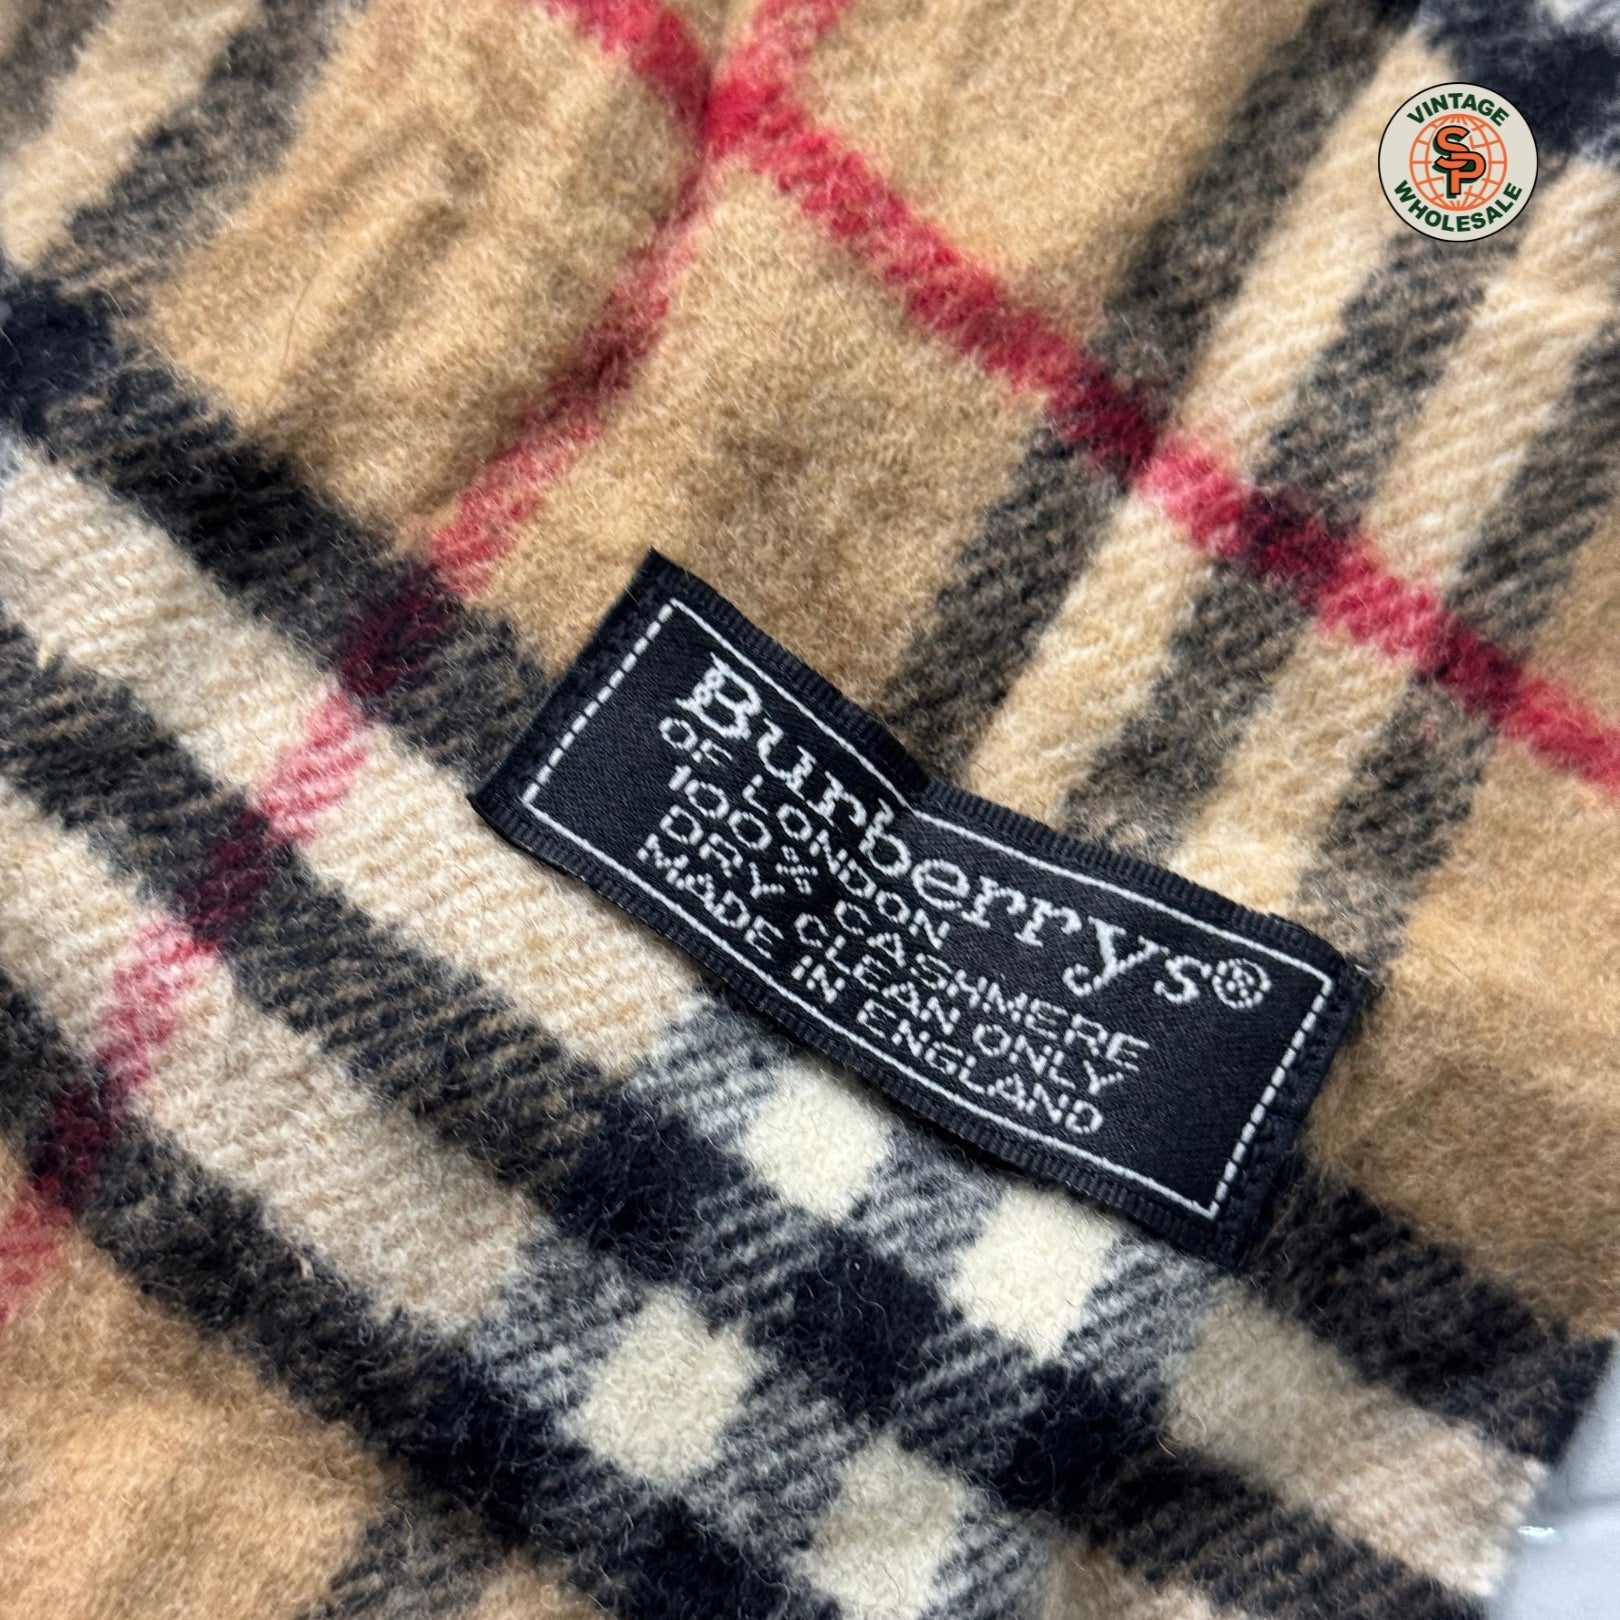 VINTAGE
SP
WHOLESALE
Burberrys®
OF LONDON
100% CASHMERE
DRY CLEAN ONLY
MADE IN ENGLAND